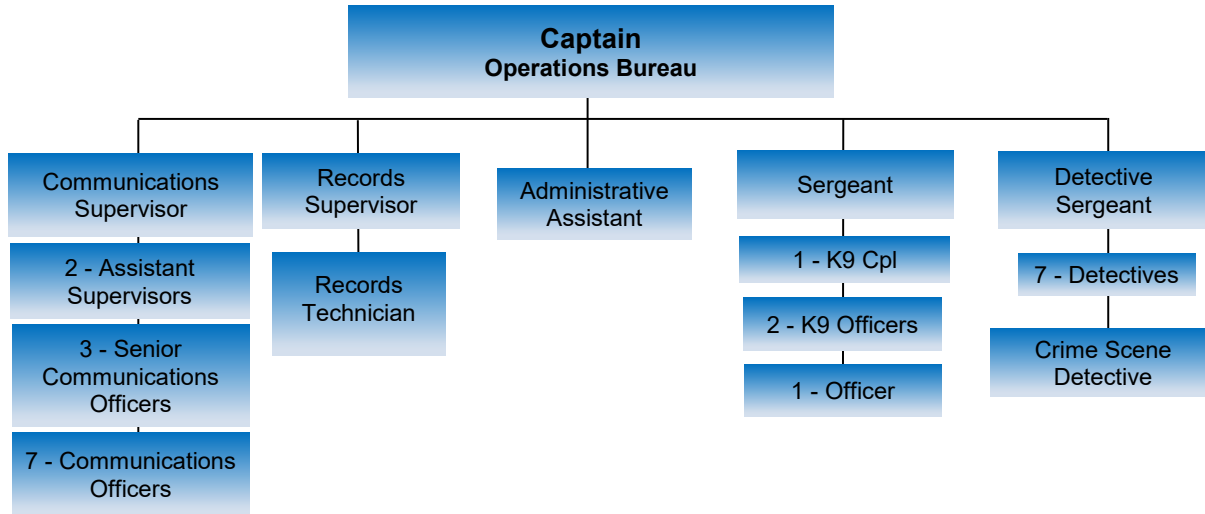 Captain
Operations Bureau
Communications
Supervisor
2 - Assistant
Supervisors
3 - Senior
Communications
Officers
7 - Communications
Officers
Records
Supervisor
Records
Technician
Administrative
Assistant
Sergeant
1 - K9 Cpl
2 - K9 Officers
1 - Officer
Detective
Sergeant
7 - Detectives
Crime Scene
Detective